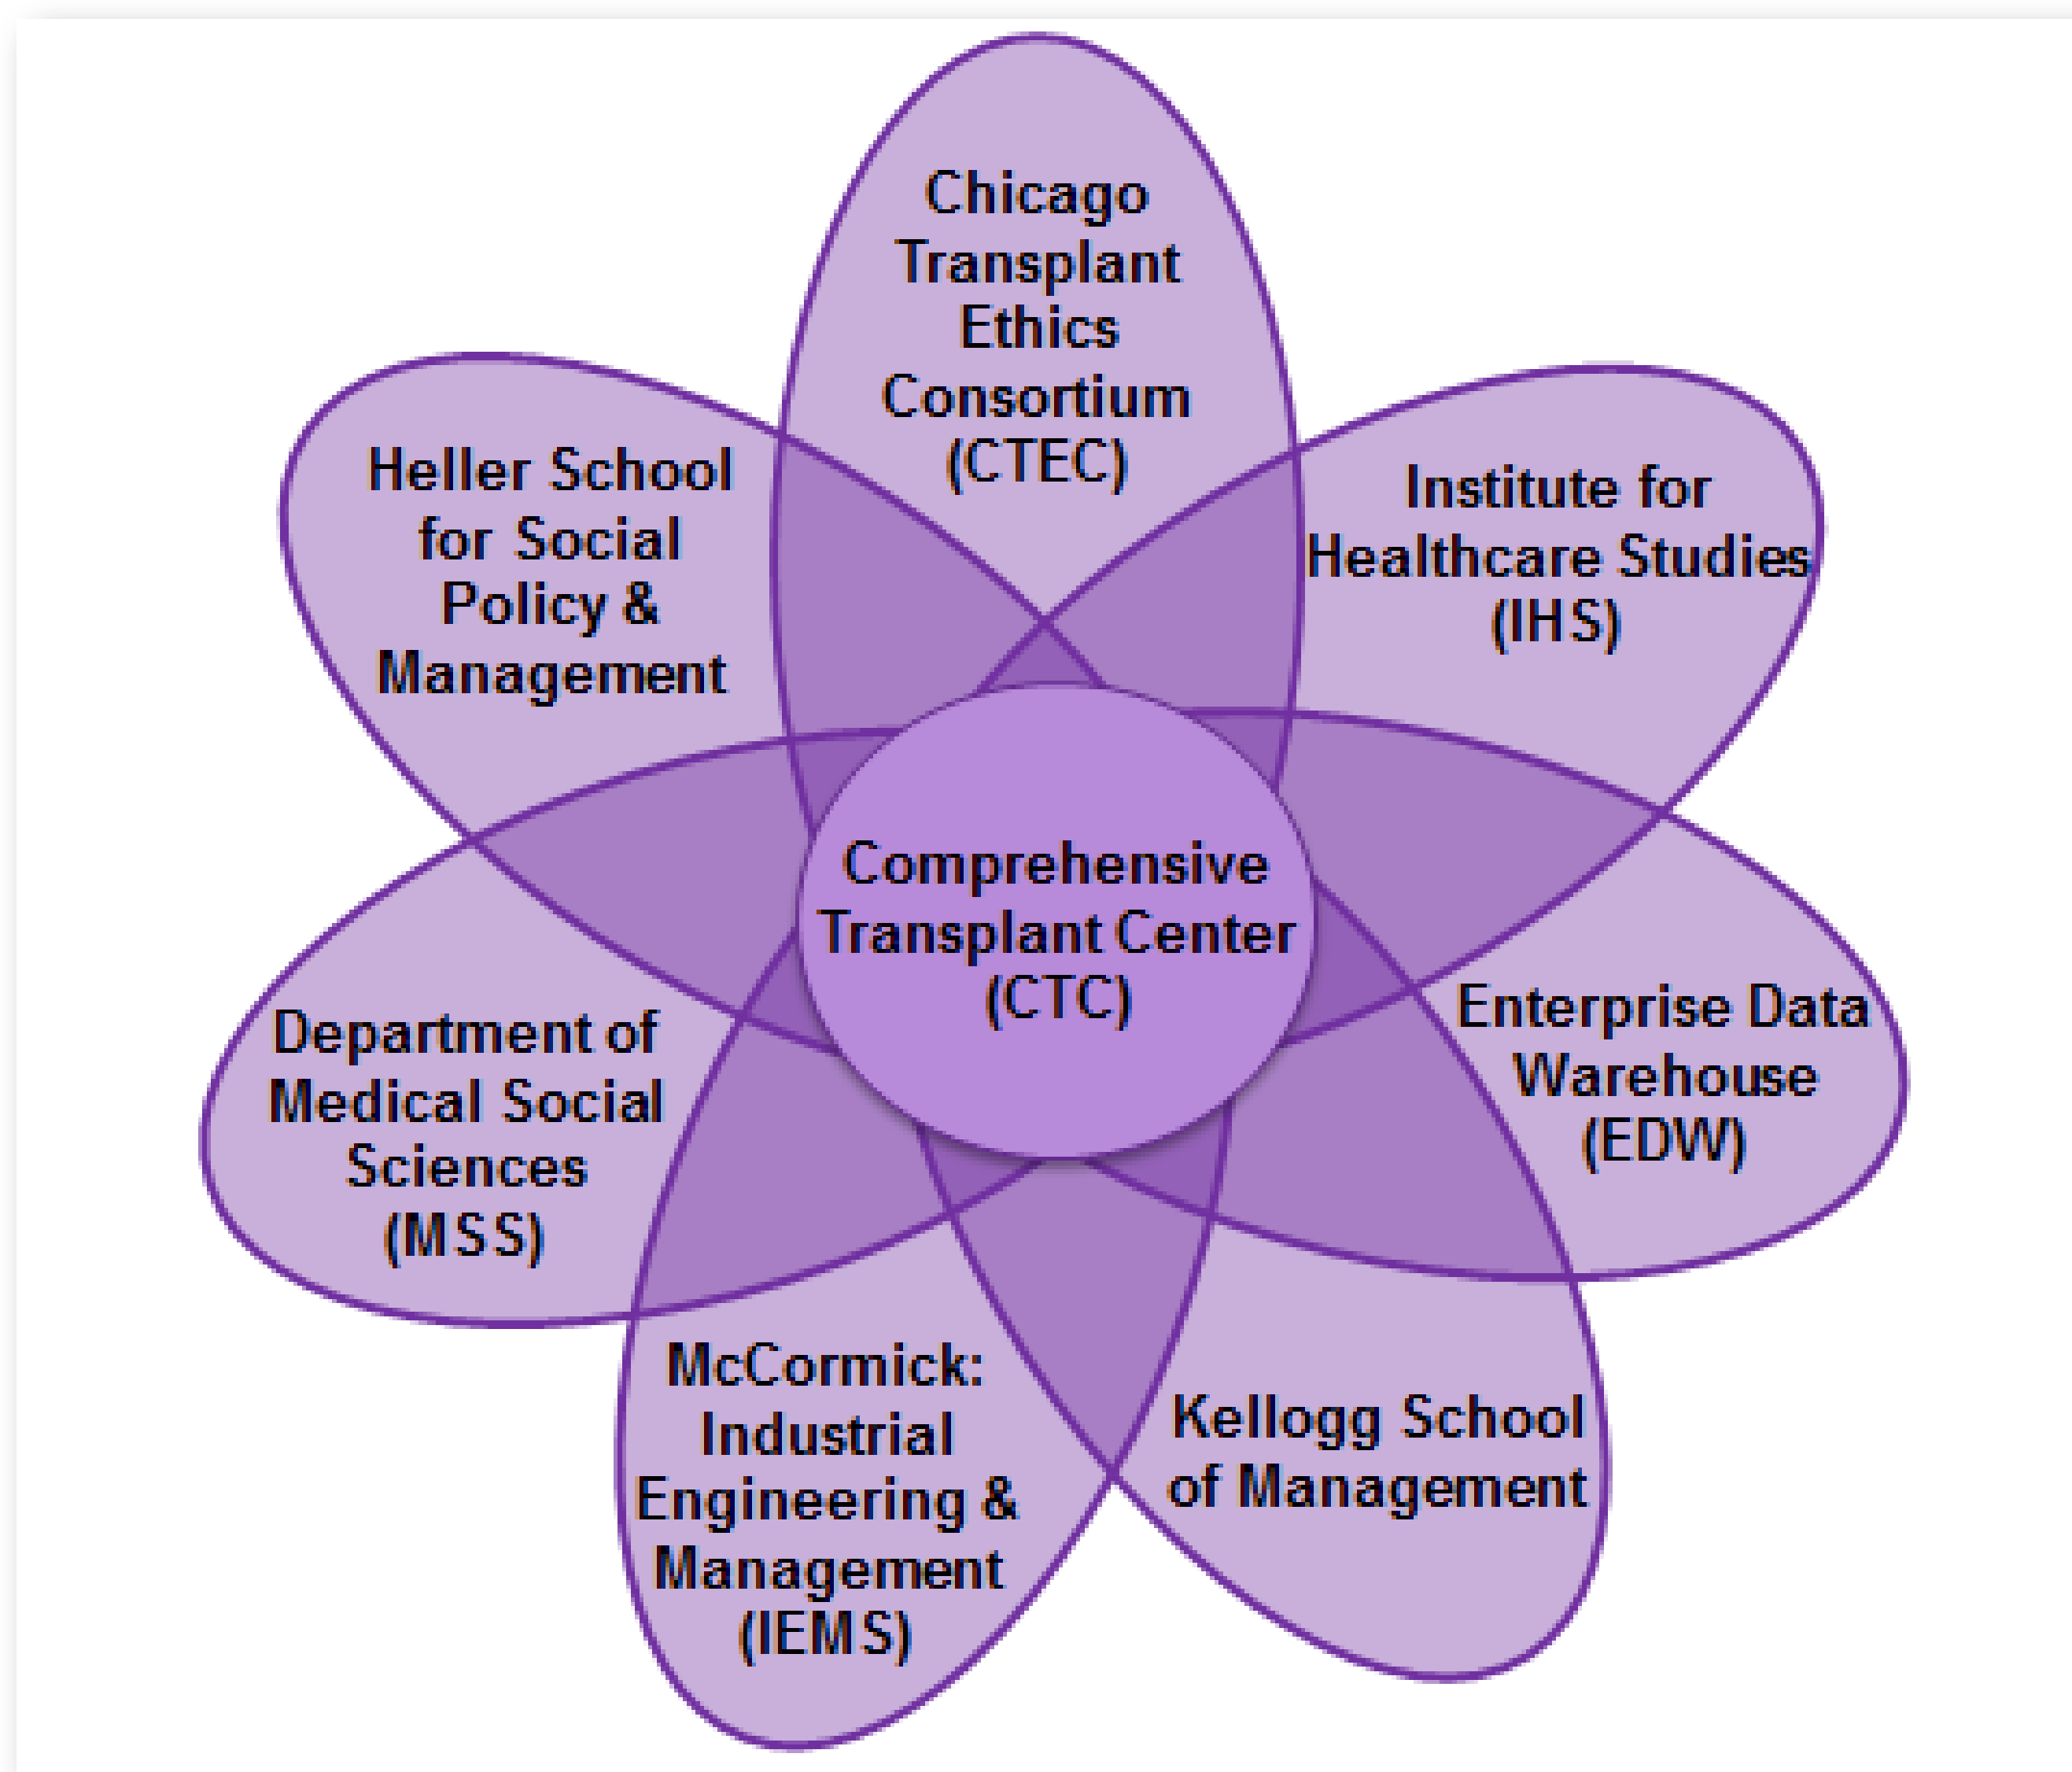 Chicago
Transplant
Ethics
Consortium
(CTEC)
Heller School
for Social
Policy &
Management
Institute for
Healthcare Studies
(IHS)
Comprehensive
Transplant Center
(CTC)
Department of
Medical Social
Sciences
(MSS)
Enterprise Data
Warehouse
(EDW)
McCormick:
Industrial
Engineering &
Management
(IEMS)
Kellogg School
of Management